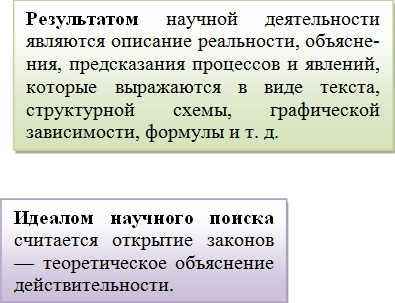 Результатом научной деятельности
являются описание реальности, объясне-
ния, предсказания процессов и явлений,
которые выражаются в виде текста,
структурной схемы, графической
зависимости, формулы и т. д.
Идеалом научного поиска
считается открытие законов
— теоретическое объяснение
действительности.